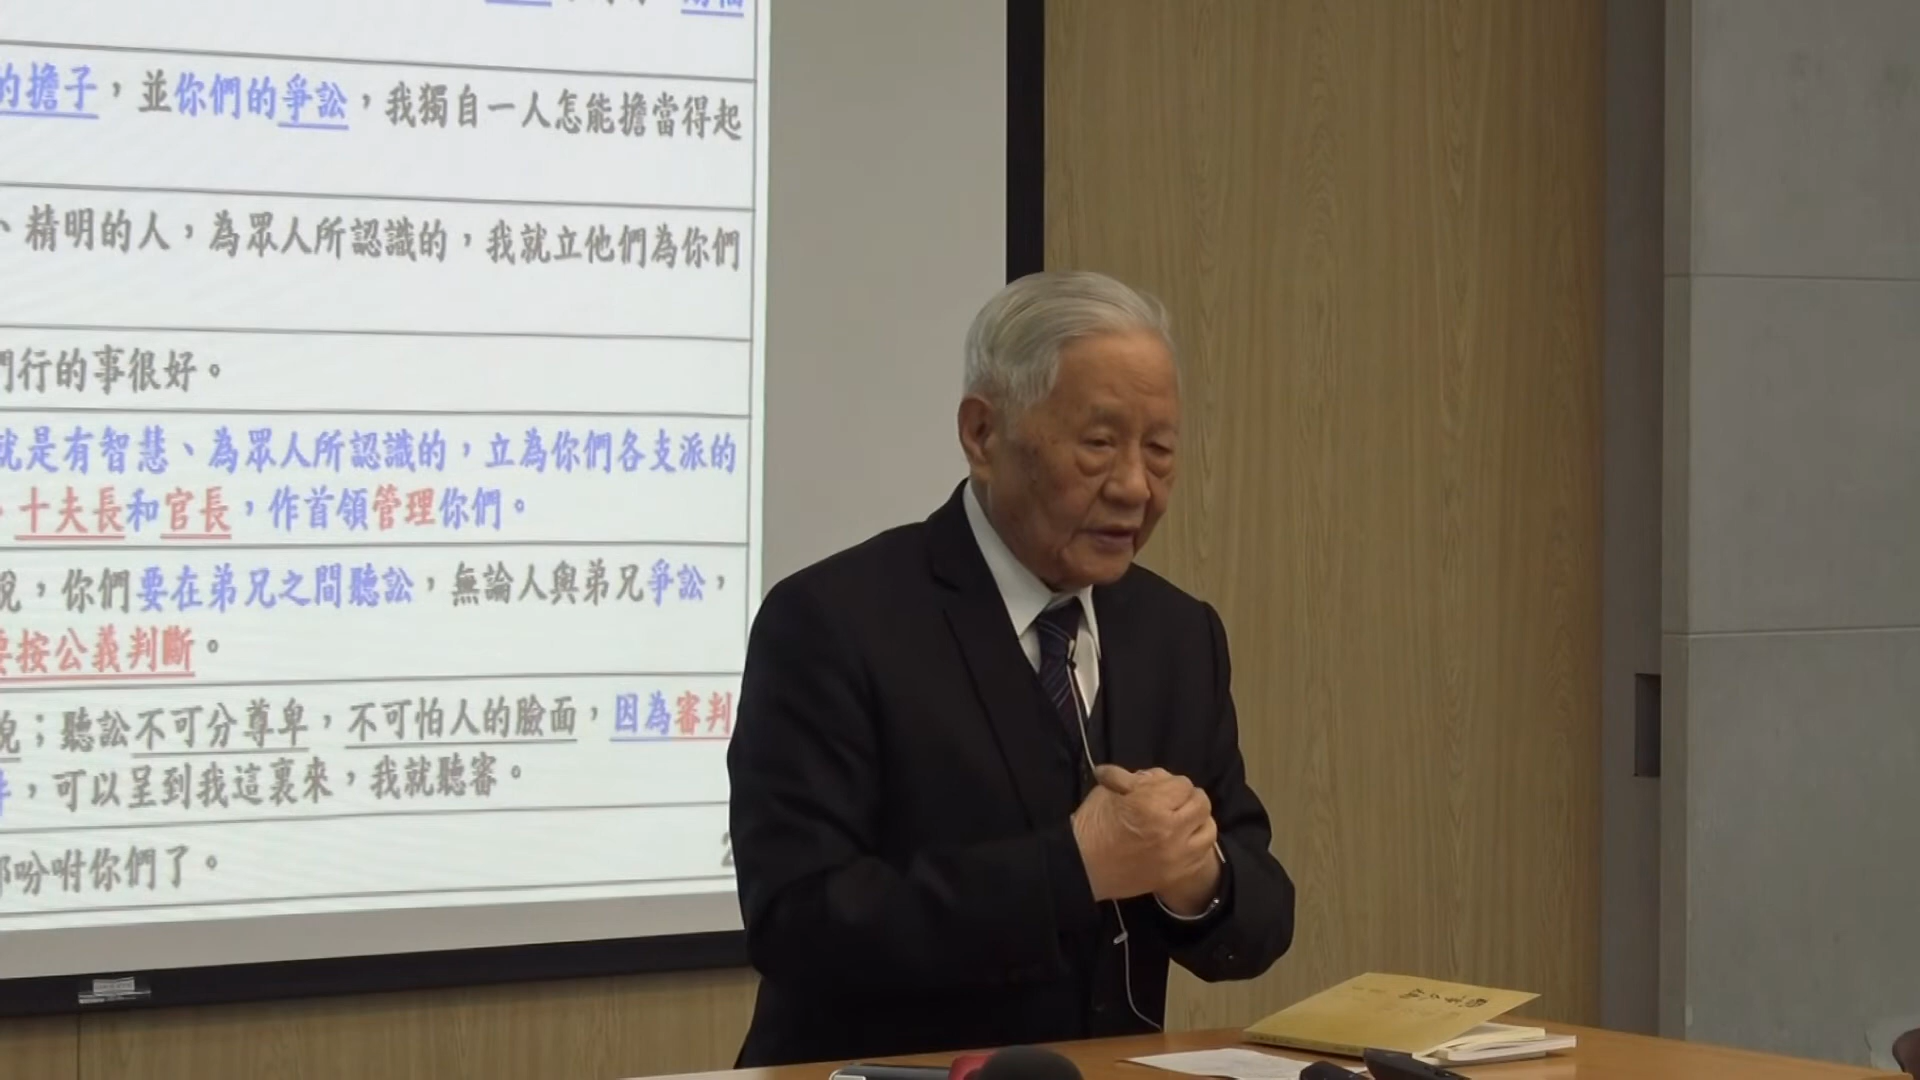 的擔子，並你們的爭訟，我獨自一人怎能擔當得起
、精明的人，為眾人所認識的，我就立他們為你們
們行的事很好。
就是有智慧、為眾人所認識的，立為你們各支派的
、十夫長和官長，作首領管理你們。
說，你們要在弟兄之間聽訟，無論人與弟兄爭訟，
要按公義判斷。
說；聽訟不可分尊卑，不可怕人的臉面，因為審判
件，可以呈到我這裏來，我就聽審。
都吩咐你們了。